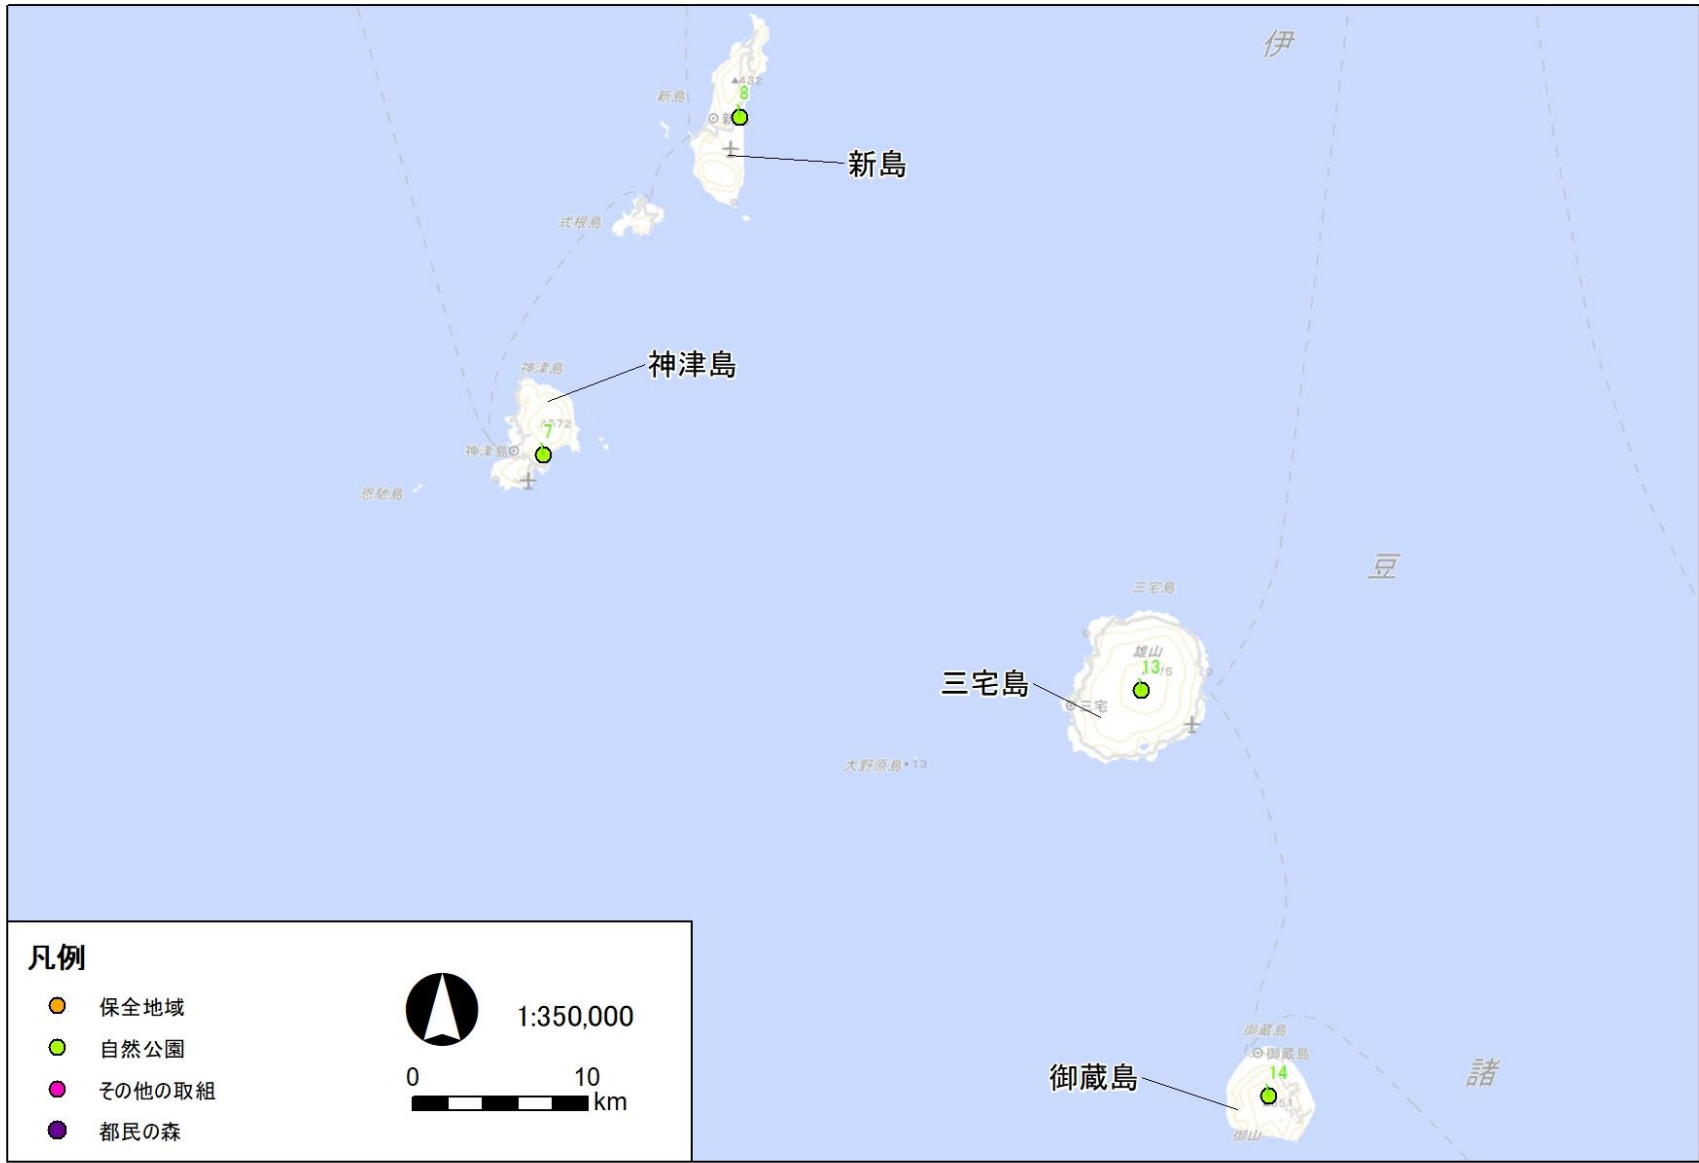 伊
▲432
8
新島
新島
式根島
神津島
神津島
572
7
神津島
恩馳島
豆
三宅島
雄山
13
三宅島
三宅
大野原島•13
凡例
保全地域
自然公園
その他の取組
都民の森
1:350,000
0 10
km
御蔵島
御蔵島
御蔵島
14
御山
諸